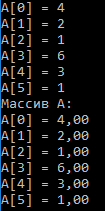 A[0] = 4
A[1] = 2
A[2] = 1
A[3] = 6
A[4] = 3
A[5] = 1
Массив A:
A[0] = 4,00
A[1] = 2,00
A[2] = 1,00
A[3] = 6,00
A[4] = 3,00
A[5] = 1,00